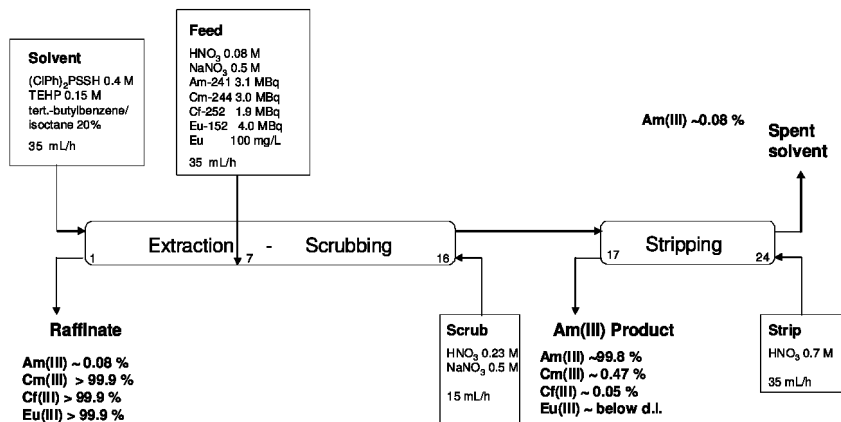 Solvent
(ClPh)₂PSSH 0.4 M
TEHP 0.15 M
tert.-butylbenzene/
isoctane 20%
35 mL/h
Feed
HNO₃ 0.08 M
NaNO₃ 0.5 M
Am-241 3.1 MBq
Cm-244 3.0 MBq
Cf-252 1.9 MBq
Eu-152 4.0 MBq
Eu 100 mg/L
35 mL/h
Am(III) ~0.08 %
Spent
solvent
Extraction - Scrubbing
1 7 16
Stripping
17 24
Raffinate
Am(III) ~ 0.08 %
Cm(III) > 99.9 %
Cf(III) > 99.9 %
Eu(III) > 99.9 %
Scrub
HNO₃ 0.23 M
NaNO₃ 0.5 M
15 mL/h
Am(III) Product
Am(III) ~99.8 %
Cm(III) ~ 0.47 %
Cf(III) ~ 0.05 %
Eu(III) ~ below d.l.
Strip
HNO₃ 0.7 M
35 mL/h